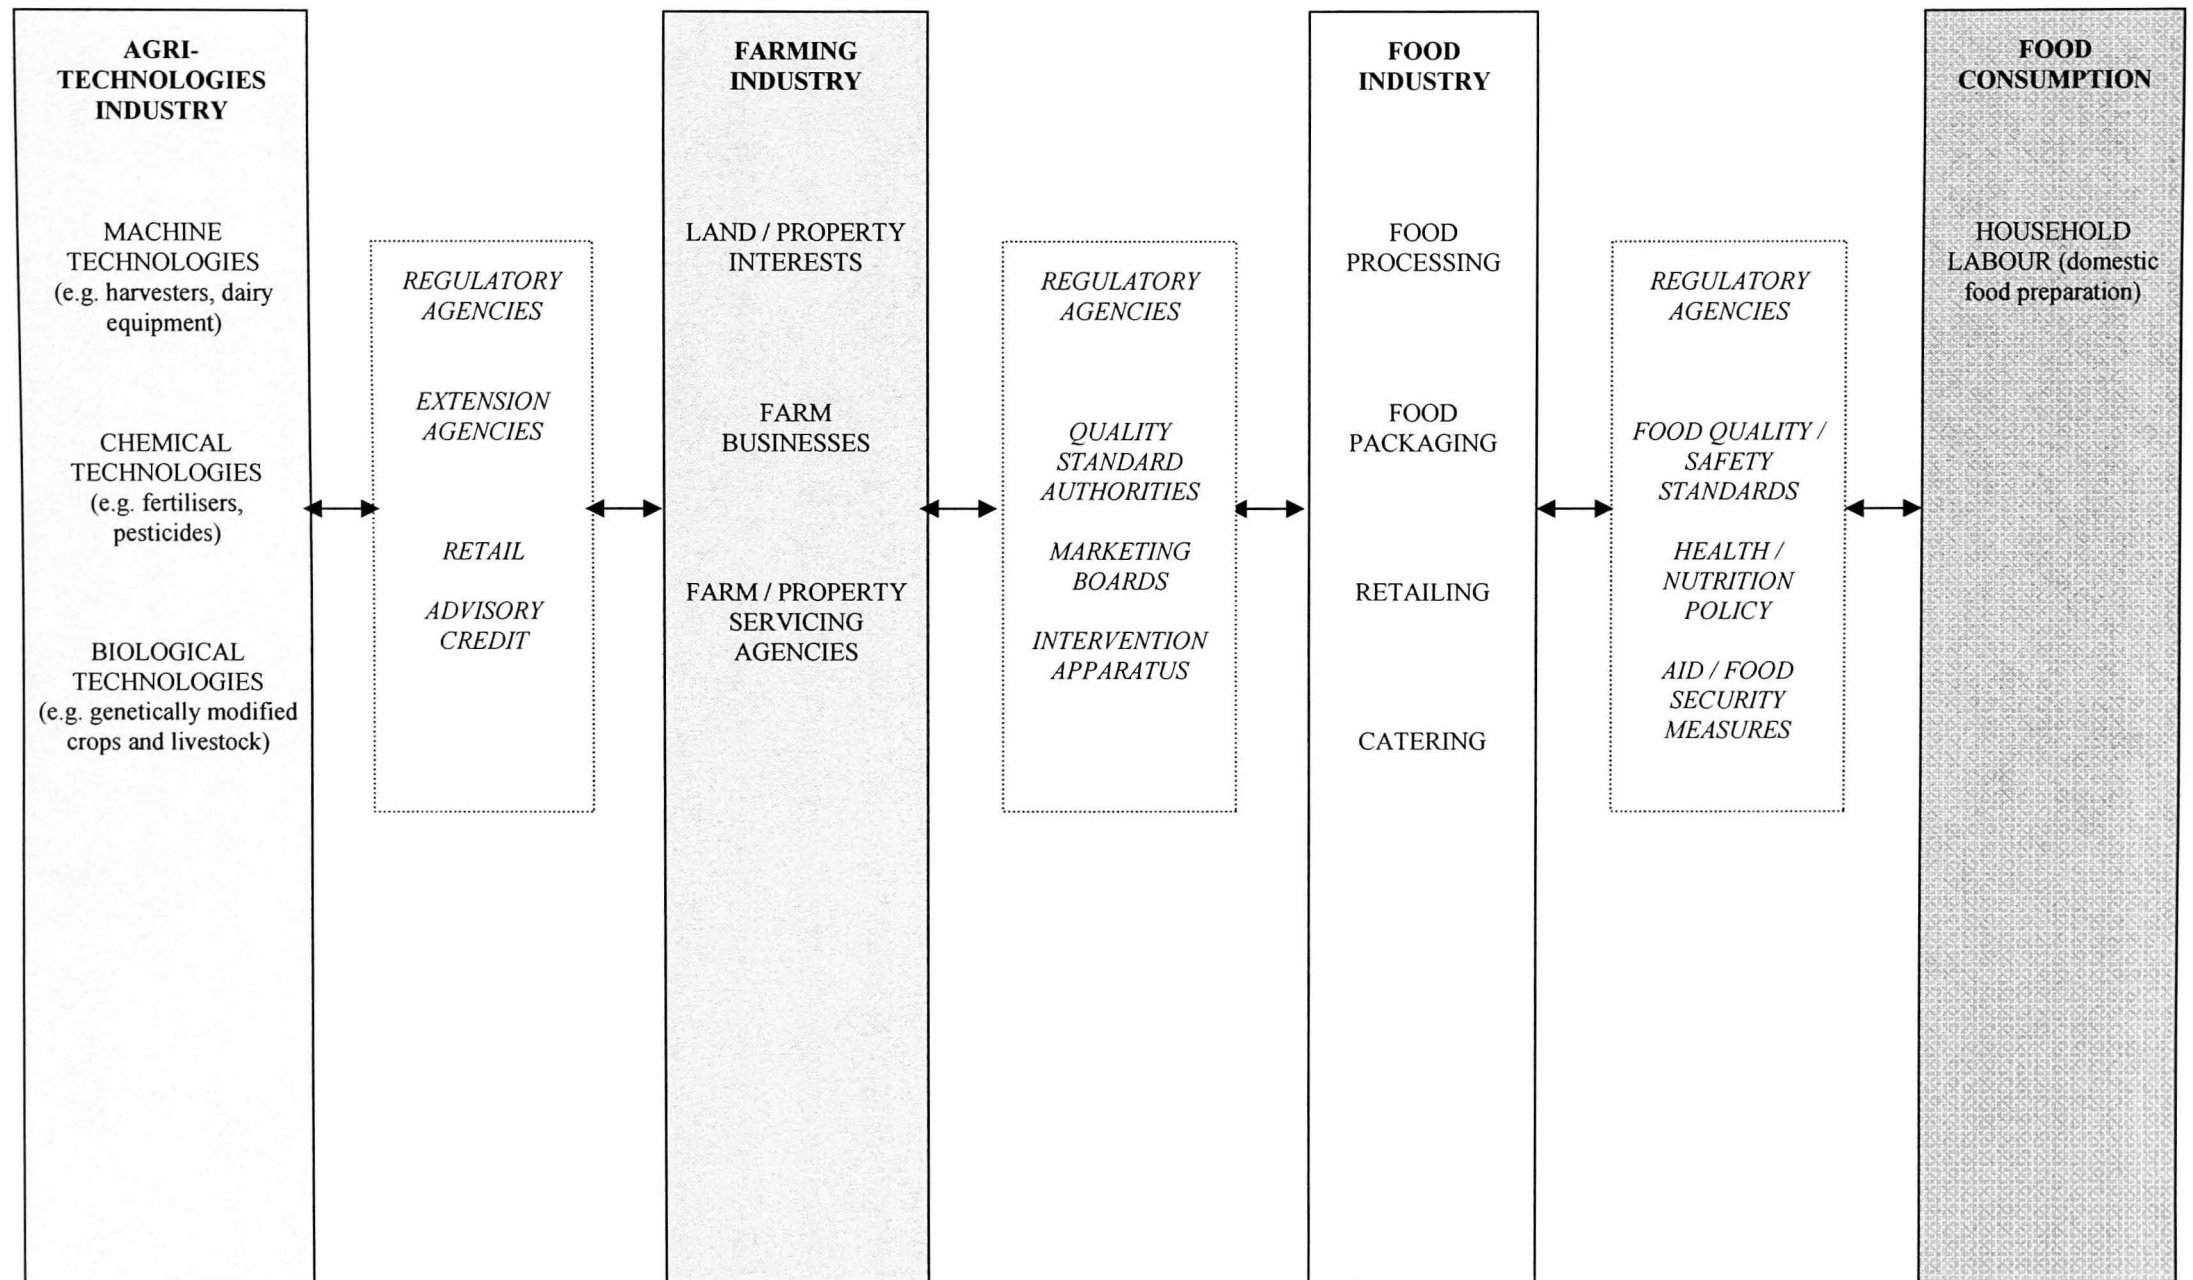 AGRI-
TECHNOLOGIES
INDUSTRY
MACHINE
TECHNOLOGIES
(e.g. harvesters, dairy
equipment)
CHEMICAL
TECHNOLOGIES
(e.g. fertilisers,
pesticides)
BIOLOGICAL
TECHNOLOGIES
(e.g. genetically modified
crops and livestock)
REGULATORY
AGENCIES
EXTENSION
AGENCIES
RETAIL
ADVISORY
CREDIT
FARMING
INDUSTRY
LAND / PROPERTY
INTERESTS
FARM
BUSINESSES
FARM / PROPERTY
SERVICING
AGENCIES
REGULATORY
AGENCIES
QUALITY
STANDARD
AUTHORITIES
MARKETING
BOARDS
INTERVENTION
APPARATUS
FOOD
INDUSTRY
FOOD
PROCESSING
FOOD
PACKAGING
RETAILING
CATERING
REGULATORY
AGENCIES
FOOD QUALITY /
SAFETY
STANDARDS
HEALTH /
NUTRITION
POLICY
AID / FOOD
SECURITY
MEASURES
FOOD
CONSUMPTION
HOUSEHOLD
LABOUR (domestic
food preparation)